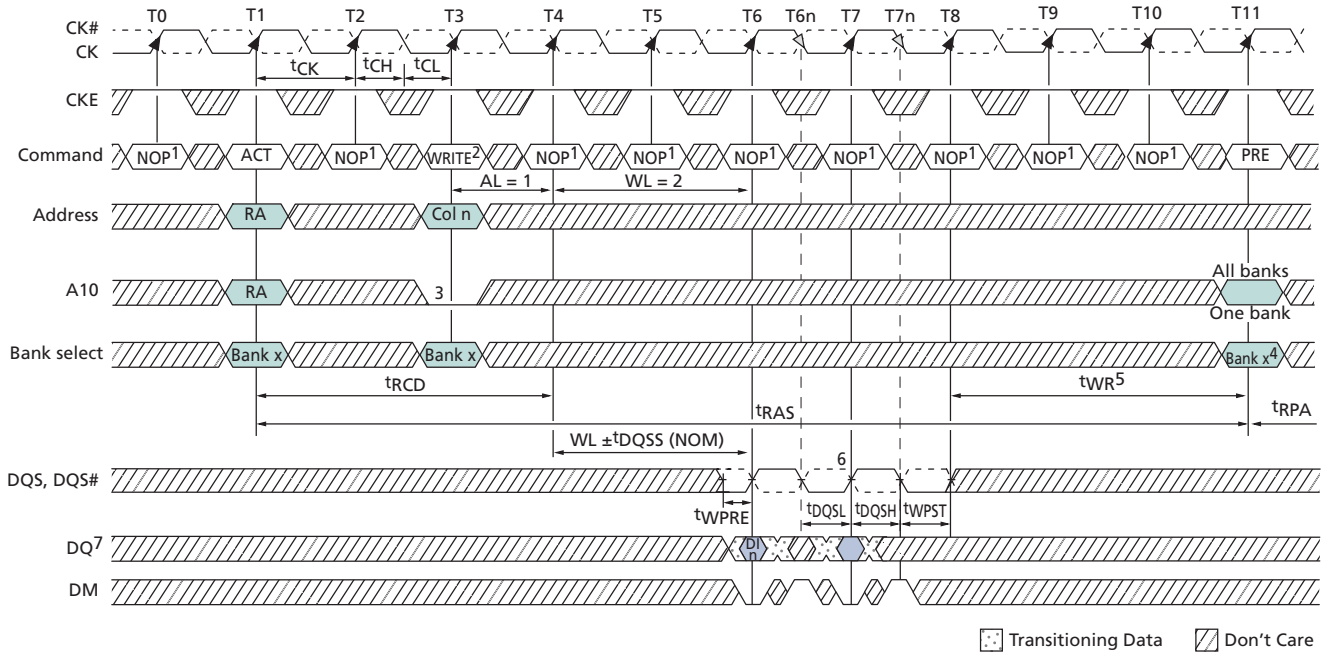 T0 T1 T2 T3 T4 T5 T6 T6n T7 T7n T8 T9 T10 T11
CK#
CK
tCK tCH tCL
CKE
Command NOP1 ACT NOP1 WRITE2 NOP1 NOP1 NOP1 NOP1 NOP1 NOP1 NOP1 PRE
AL = 1 WL = 2
Address RA Col n
All banks
A10 RA 3
One bank
Bank select Bank x Bank x Bank x4
tRCD tWR5
tRAS tRPA
WL ±tDQSS (NOM)
6
DQS, DQS#
tWPRE tDQSL tDQSH tWPST
DQ7 DI
n
DM
Transitioning Data Don't Care